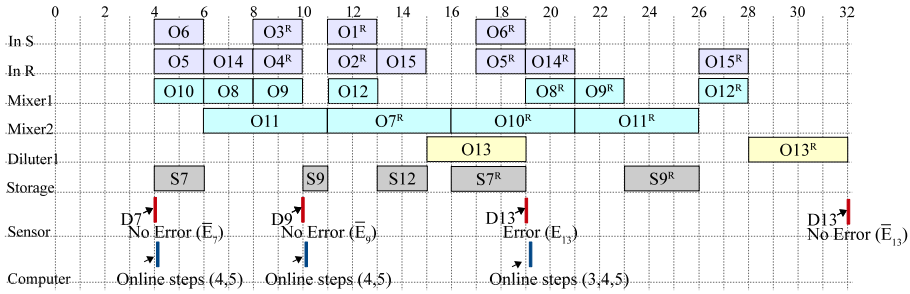 0 2 4 6 8 10 12 14 16 18 20 22 24 26 28 30 32
In S O6 O3ᴿ O1ᴿ O6ᴿ
In R O5 O14 O4ᴿ O2ᴿ O15 O5ᴿ O14ᴿ O15ᴿ
Mixer1 O10 O8 O9 O12 O8ᴿ O9ᴿ O12ᴿ
Mixer2 O11 O7ᴿ O10ᴿ O11ᴿ
Diluter1 O13 O13ᴿ
Storage S7 S9 S12 S7ᴿ S9ᴿ
D7 D9 D13 D13
Sensor No Error (E̅₇) No Error (E̅₉) Error (E₁₃) No Error (E̅₁₃)
Computer Online steps (4,5) Online steps (4,5) Online steps (3,4,5)